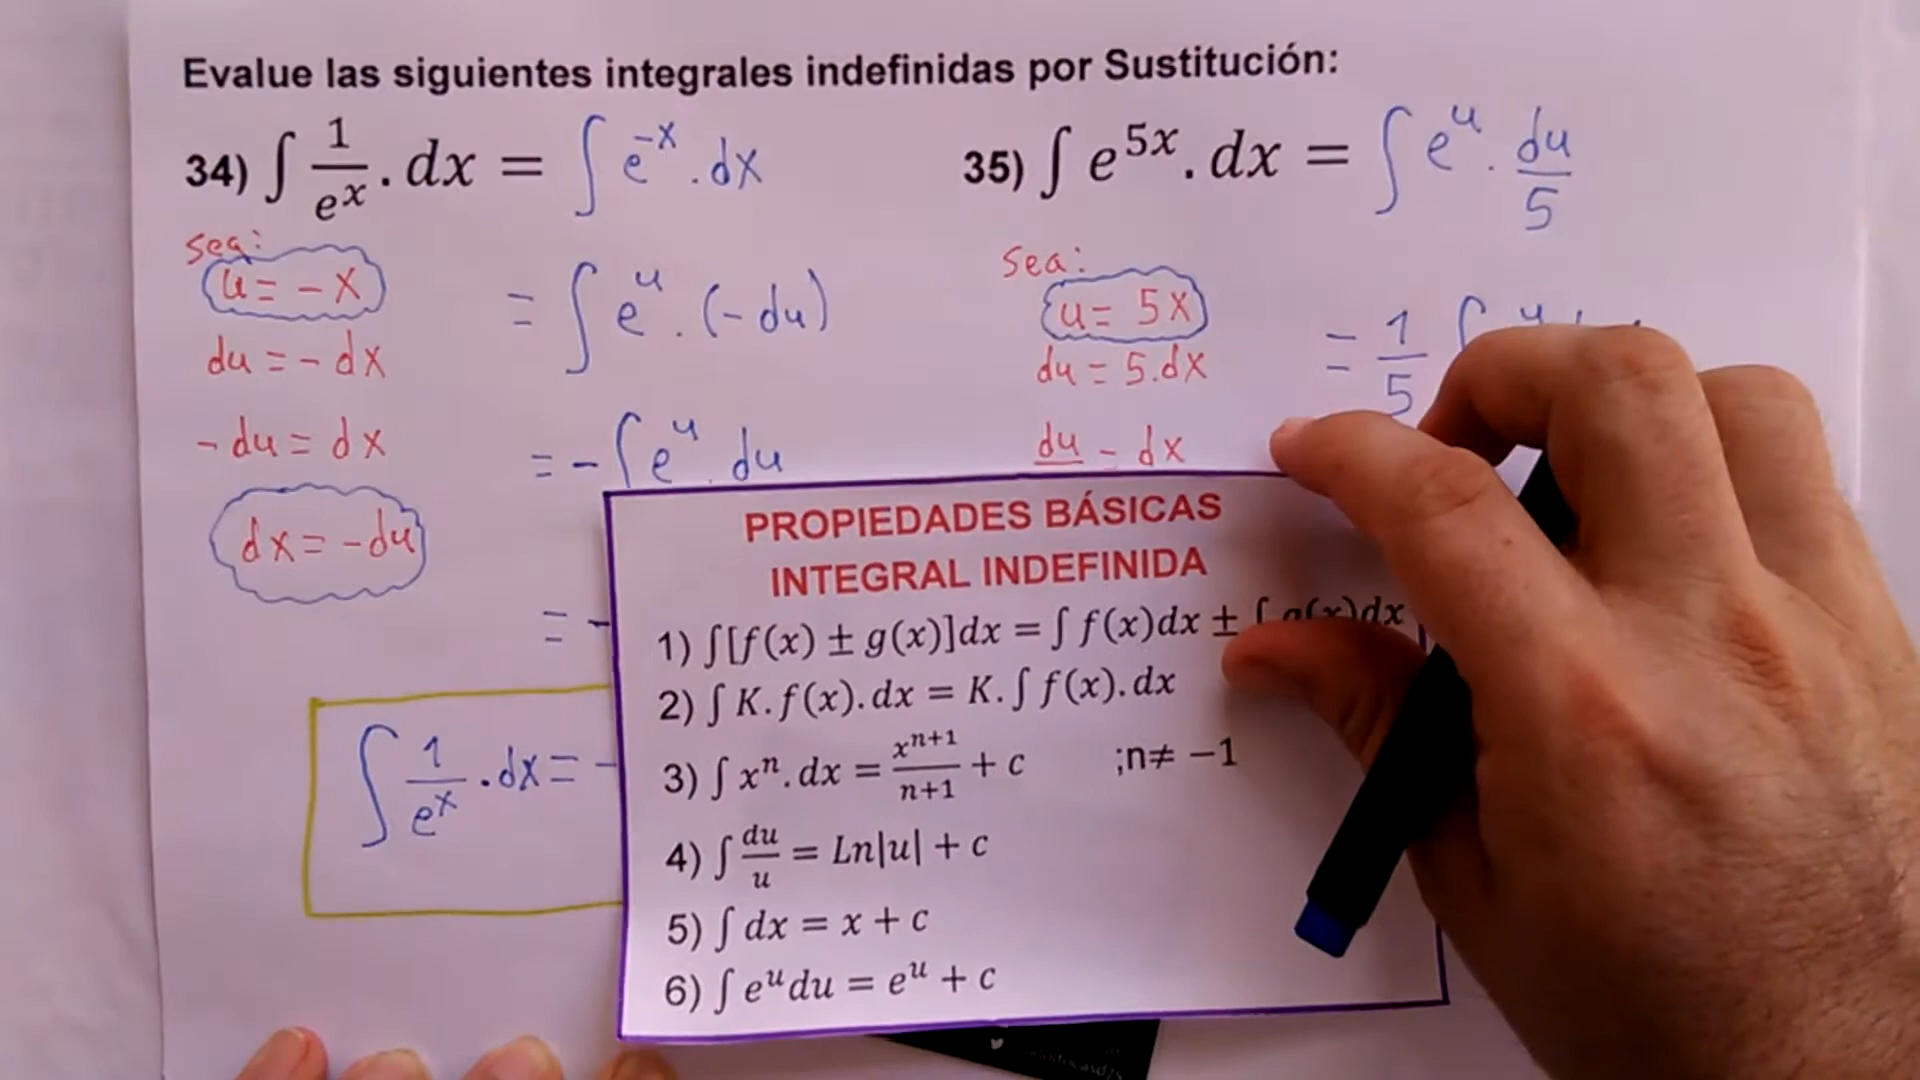 Evalue las siguientes integrales indefinidas por Sustitución:
34) ∫ 1/eˣ . dx = ∫ e⁻ˣ . dx
sea:
u = -x
du = - dx
- du = dx
dx = -du
= ∫ eᵘ . (-du)
= - ∫ eᵘ du
= -
∫ 1/eˣ . dx = -
35) ∫ e⁵ˣ . dx = ∫ eᵘ . du/5
Sea:
u = 5x
du = 5.dx
du = dx
= 1/5 ∫
PROPIEDADES BÁSICAS
INTEGRAL INDEFINIDA
1) ∫[f(x) ± g(x)]dx = ∫ f(x)dx ± ∫ g(x)dx
2) ∫ K. f(x). dx = K. ∫ f(x). dx
3) ∫ xⁿ. dx = xⁿ⁺¹/n+1 + c ;n≠ −1
4) ∫ du/u = Ln|u| + c
5) ∫ dx = x + c
6) ∫ eᵘdu = eᵘ + c